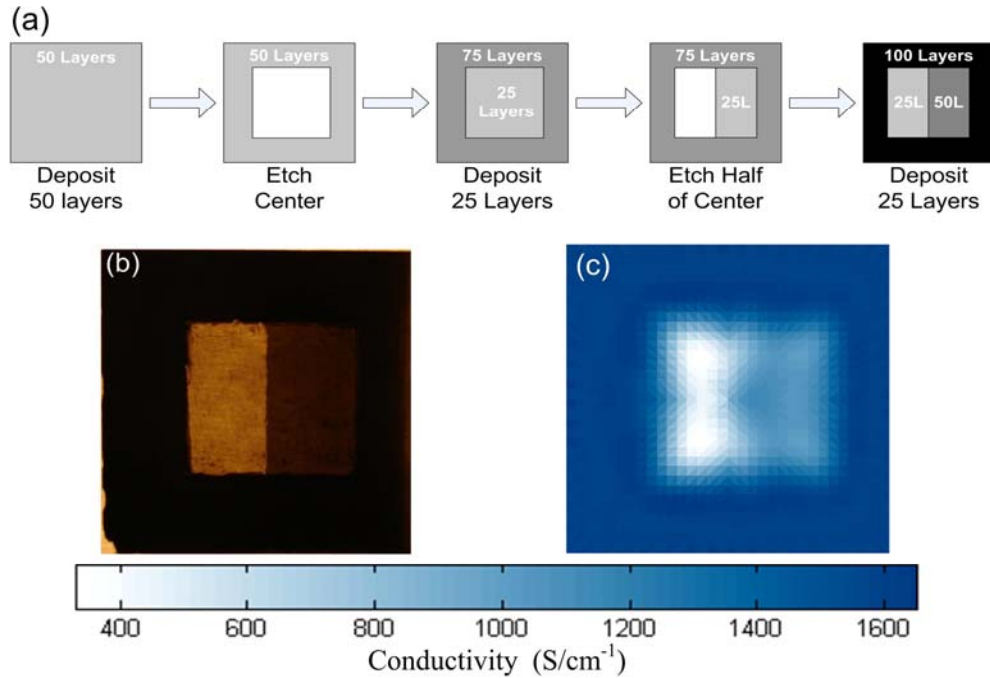 (a)
50 Layers
50 Layers
75 Layers
75 Layers
100 Layers
25
Layers
25L
25L
50L
Deposit
50 layers
Etch
Center
Deposit
25 Layers
Etch Half
of Center
Deposit
25 Layers
(b)
(c)
400
600
800
1000
1200
1400
1600
Conductivity (S/cm⁻¹)